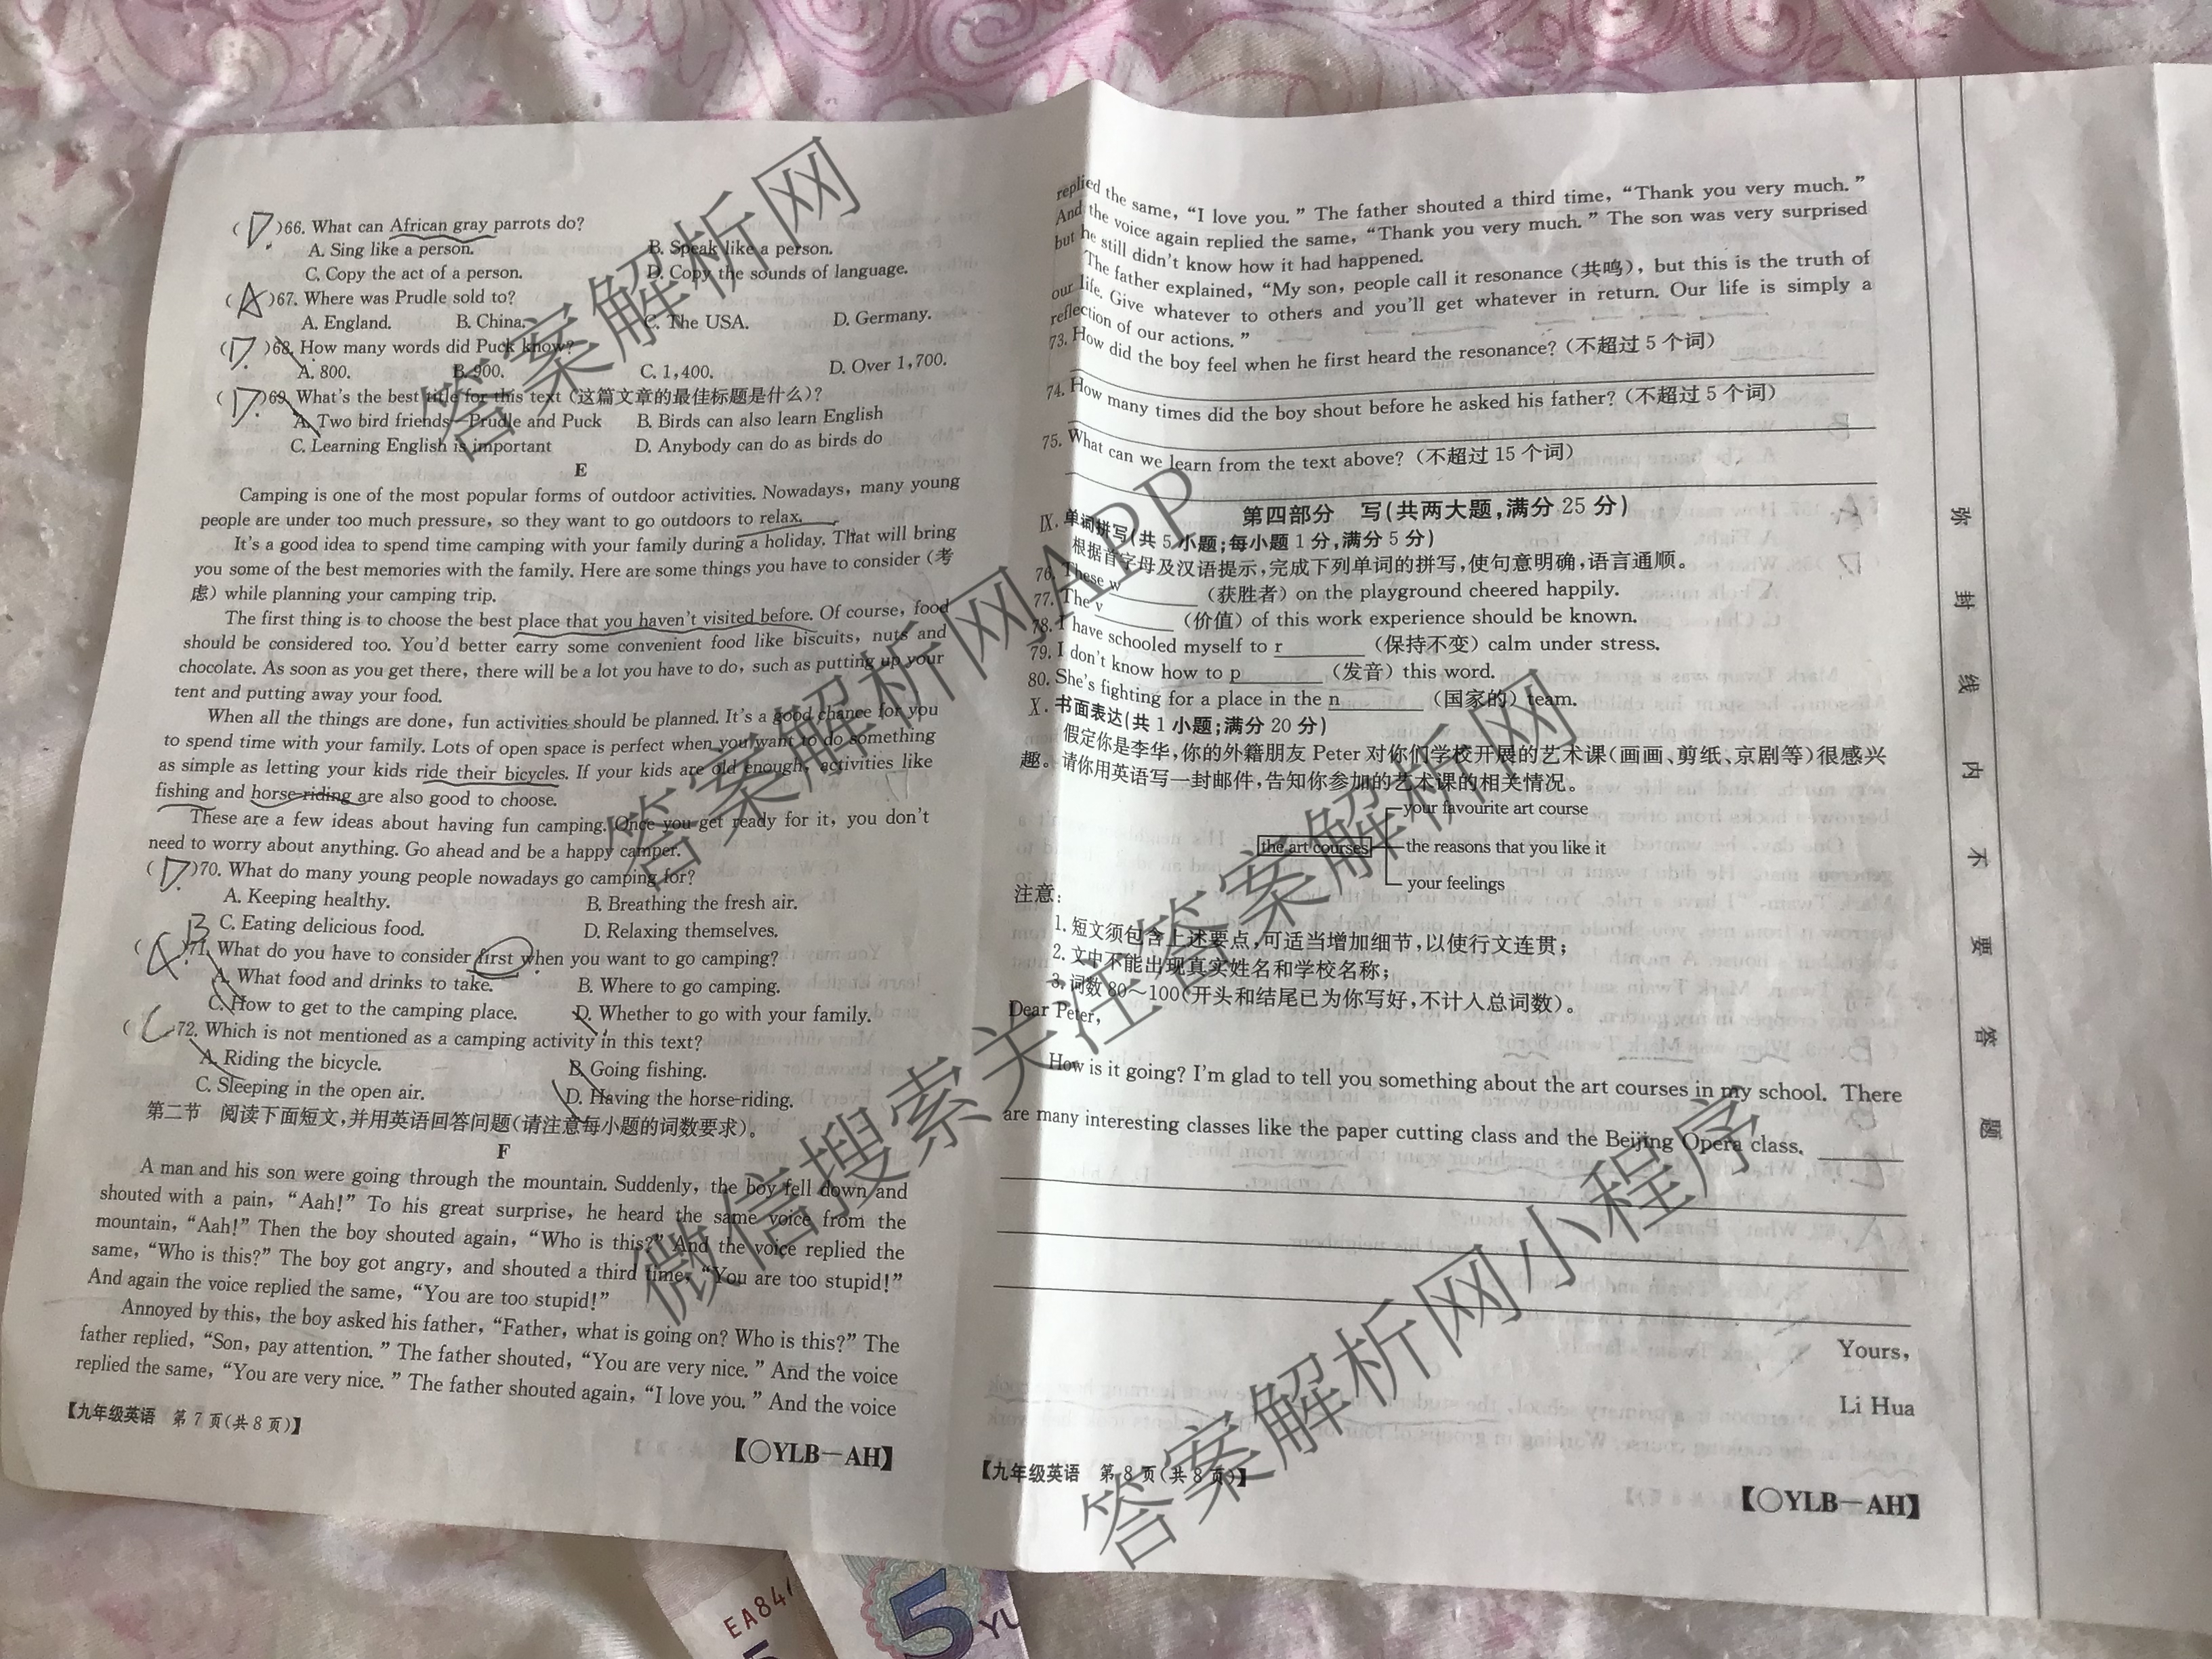 ( D )66. What can African gray parrots do?
A. Sing like a person. B. Speak like a person.
C. Copy the act of a person. D. Copy the sounds of language.
( A )67. Where was Prudle sold to?
A. England. B. China. C. The USA. D. Germany.
( D )68. How many words did Puck know?
A. 800. B. 900. C. 1,400. D. Over 1,700.
( D )69. What's the best title for this text (这篇文章的最佳标题是什么)?
A. Two bird friends—Prudle and Puck B. Birds can also learn English
C. Learning English is important D. Anybody can do as birds do
E
Camping is one of the most popular forms of outdoor activities. Nowadays, many young
people are under too much pressure, so they want to go outdoors to relax.
It's a good idea to spend time camping with your family during a holiday. That will bring
you some of the best memories with the family. Here are some things you have to consider (考
虑) while planning your camping trip.
The first thing is to choose the best place that you haven't visited before. Of course, food
should be considered too. You'd better carry some convenient food like biscuits, nuts and
chocolate. As soon as you get there, there will be a lot you have to do, such as putting up your
tent and putting away your food.
When all the things are done, fun activities should be planned. It's a good chance for you
to spend time with your family. Lots of open space is perfect when you want to do something
as simple as letting your kids ride their bicycles. If your kids are old enough, activities like
fishing and horse-riding are also good to choose.
These are a few ideas about having fun camping. Once you get ready for it, you don't
need to worry about anything. Go ahead and be a happy camper.
( D )70. What do many young people nowadays go camping for?
A. Keeping healthy. B. Breathing the fresh air.
C. Eating delicious food. D. Relaxing themselves.
B
( A )71. What do you have to consider first when you want to go camping?
A. What food and drinks to take. B. Where to go camping.
C. How to get to the camping place. D. Whether to go with your family.
( C )72. Which is not mentioned as a camping activity in this text?
A. Riding the bicycle. B. Going fishing.
C. Sleeping in the open air. D. Having the horse-riding.
第二节 阅读下面短文,并用英语回答问题(请注意每小题的词数要求)。
F
A man and his son were going through the mountain. Suddenly, the boy fell down and
shouted with a pain, “Aah!” To his great surprise, he heard the same voice from the
mountain, “Aah!” Then the boy shouted again, “Who is this?” And the voice replied the
same, “Who is this?” The boy got angry, and shouted a third time, “You are too stupid!”
And again the voice replied the same, “You are too stupid!”
Annoyed by this, the boy asked his father, “Father, what is going on? Who is this?” The
father replied, “Son, pay attention.” The father shouted, “You are very nice.” And the voice
replied the same, “You are very nice.” The father shouted again, “I love you.” And the voice
【九年级英语 第 7 页(共 8 页)】
【○YLB—AH】
replied the same, “I love you.” The father shouted a third time, “Thank you very much.”
And the voice again replied the same, “Thank you very much.” The son was very surprised
but he still didn't know how it had happened.
The father explained, “My son, people call it resonance (共鸣), but this is the truth of
our life. Give whatever to others and you'll get whatever in return. Our life is simply a
reflection of our actions.”
73. How did the boy feel when he first heard the resonance? (不超过 5 个词)
74. How many times did the boy shout before he asked his father? (不超过 5 个词)
75. What can we learn from the text above? (不超过 15 个词)
第四部分 写(共两大题,满分 25 分)
Ⅸ. 单词拼写(共 5 小题;每小题 1 分,满分 5 分)
根据首字母及汉语提示,完成下列单词的拼写,使句意明确,语言通顺。
76. These w________ (获胜者) on the playground cheered happily.
77. The v________ (价值) of this work experience should be known.
78. I have schooled myself to r________ (保持不变) calm under stress.
79. I don't know how to p________ (发音) this word.
80. She's fighting for a place in the n________ (国家的) team.
Ⅹ. 书面表达(共 1 小题;满分 20 分)
假定你是李华,你的外籍朋友 Peter 对你们学校开展的艺术课(画画、剪纸、京剧等)很感兴
趣。请你用英语写一封邮件,告知你参加的艺术课的相关情况。
your favourite art course
the art courses the reasons that you like it
your feelings
注意:
1. 短文须包含上述要点,可适当增加细节,以使行文连贯;
2. 文中不能出现真实姓名和学校名称;
3. 词数 80～100(开头和结尾已为你写好,不计入总词数)。
Dear Peter,
How is it going? I'm glad to tell you something about the art courses in my school. There
are many interesting classes like the paper cutting class and the Beijing Opera class. ________
Yours,
Li Hua
【九年级英语 第 8 页(共 8 页)】
【○YLB—AH】
弥 封 线 内 不 要 答 题
答案解析网
答案解析网APP
微信搜索关注答案解析网
答案解析网小程序
EA84
5
YU